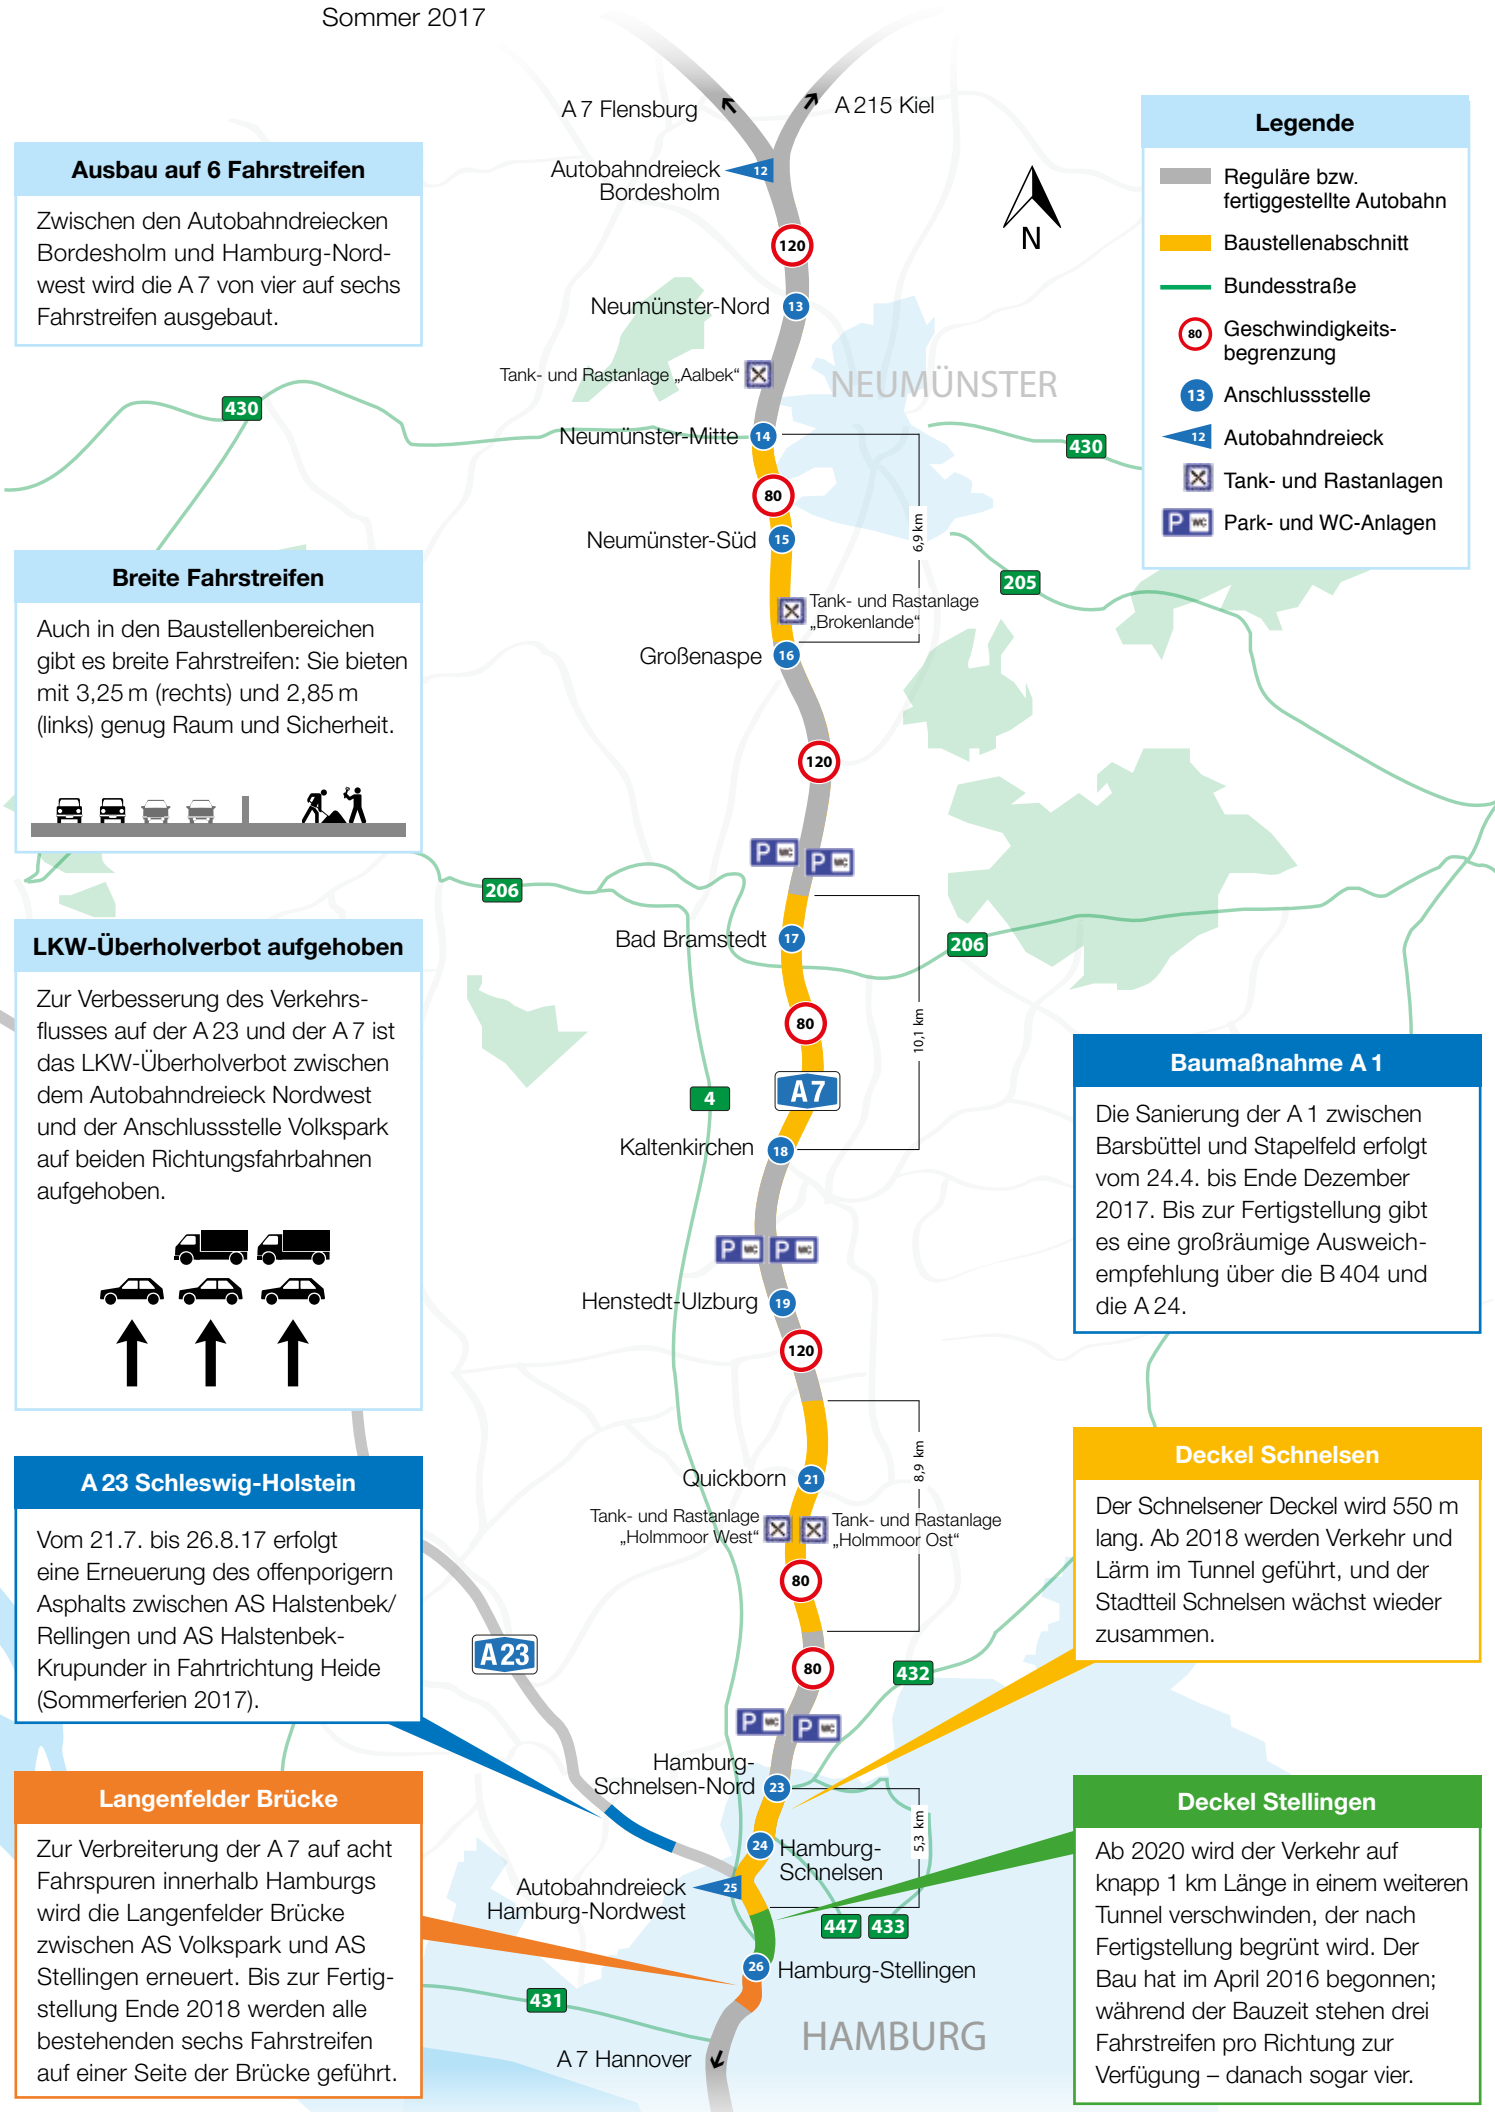 Sommer 2017
A 7 Flensburg
A 215 Kiel
Autobahndreieck
Bordesholm
12
120
Neumünster-Nord
13
Tank- und Rastanlage „Aalbek“
NEUMÜNSTER
430
Neumünster-Mitte
14
430
80
Neumünster-Süd
15
6,9 km
205
Tank- und Rastanlage
„Brokenlande“
Großenaspe
16
120
P WC
P WC
206
Bad Bramstedt
17
206
80
10,1 km
A 7
4
Kaltenkirchen
18
P WC
P WC
Henstedt-Ulzburg
19
120
Quickborn
21
8,9 km
Tank- und Rastanlage
„Holmmoor West“
Tank- und Rastanlage
„Holmmoor Ost“
80
A 23
80
432
P WC
P WC
Hamburg-
Schnelsen-Nord
23
24
Hamburg-
Schnelsen
5,3 km
Autobahndreieck
Hamburg-Nordwest
25
447
433
26
Hamburg-Stellingen
431
HAMBURG
A 7 Hannover
N
Legende
Reguläre bzw.
fertiggestellte Autobahn
Baustellenabschnitt
Bundesstraße
80
Geschwindigkeits-
begrenzung
13
Anschlussstelle
12
Autobahndreieck
Tank- und Rastanlagen
P WC
Park- und WC-Anlagen
Ausbau auf 6 Fahrstreifen
Zwischen den Autobahndreiecken
Bordesholm und Hamburg-Nord-
west wird die A 7 von vier auf sechs
Fahrstreifen ausgebaut.
Breite Fahrstreifen
Auch in den Baustellenbereichen
gibt es breite Fahrstreifen: Sie bieten
mit 3,25 m (rechts) und 2,85 m
(links) genug Raum und Sicherheit.
LKW-Überholverbot aufgehoben
Zur Verbesserung des Verkehrs-
flusses auf der A 23 und der A 7 ist
das LKW-Überholverbot zwischen
dem Autobahndreieck Nordwest
und der Anschlussstelle Volkspark
auf beiden Richtungsfahrbahnen
aufgehoben.
A 23 Schleswig-Holstein
Vom 21.7. bis 26.8.17 erfolgt
eine Erneuerung des offenporigern
Asphalts zwischen AS Halstenbek/
Rellingen und AS Halstenbek-
Krupunder in Fahrtrichtung Heide
(Sommerferien 2017).
Langenfelder Brücke
Zur Verbreiterung der A 7 auf acht
Fahrspuren innerhalb Hamburgs
wird die Langenfelder Brücke
zwischen AS Volkspark und AS
Stellingen erneuert. Bis zur Fertig-
stellung Ende 2018 werden alle
bestehenden sechs Fahrstreifen
auf einer Seite der Brücke geführt.
Baumaßnahme A 1
Die Sanierung der A 1 zwischen
Barsbüttel und Stapelfeld erfolgt
vom 24.4. bis Ende Dezember
2017. Bis zur Fertigstellung gibt
es eine großräumige Ausweich-
empfehlung über die B 404 und
die A 24.
Deckel Schnelsen
Der Schnelsener Deckel wird 550 m
lang. Ab 2018 werden Verkehr und
Lärm im Tunnel geführt, und der
Stadtteil Schnelsen wächst wieder
zusammen.
Deckel Stellingen
Ab 2020 wird der Verkehr auf
knapp 1 km Länge in einem weiteren
Tunnel verschwinden, der nach
Fertigstellung begrünt wird. Der
Bau hat im April 2016 begonnen;
während der Bauzeit stehen drei
Fahrstreifen pro Richtung zur
Verfügung – danach sogar vier.